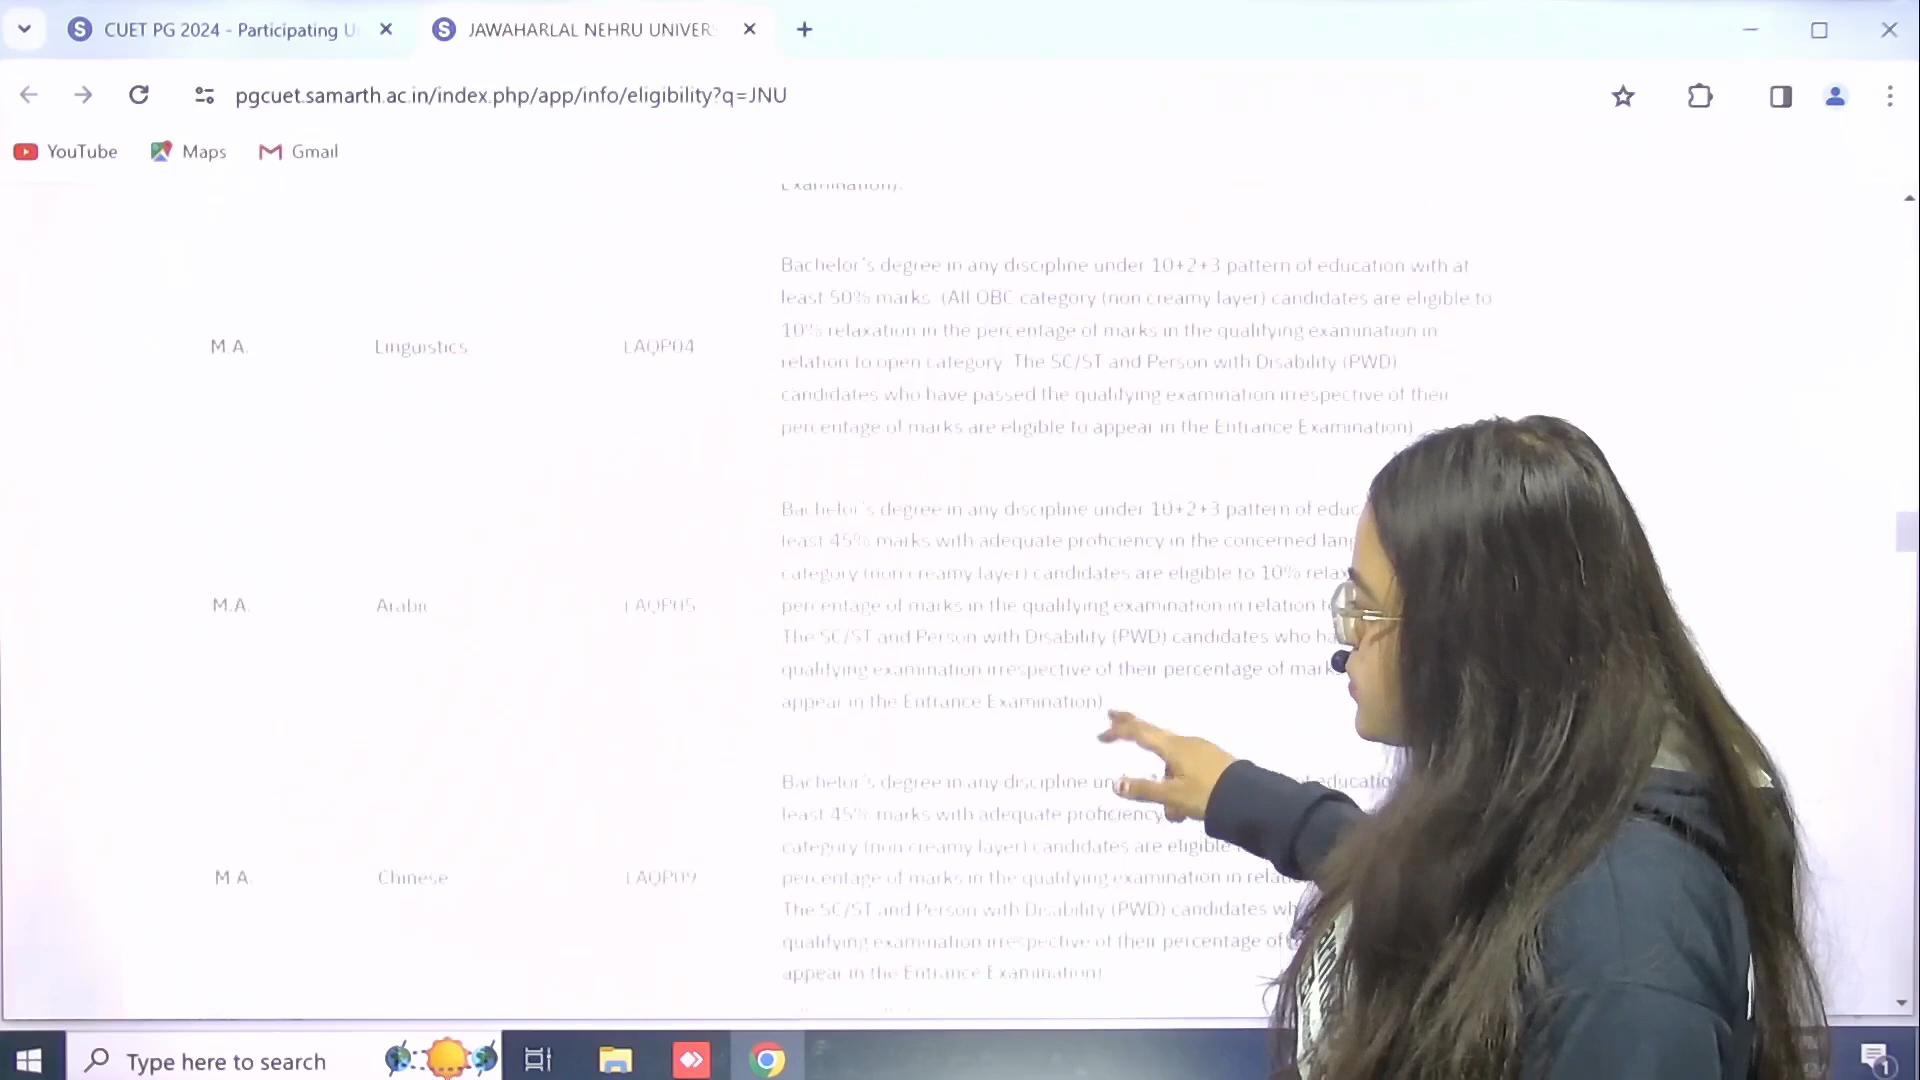 CUET PG 2024 - Participating U
JAWAHARLAL NEHRU UNIVER
pgcuet.samarth.ac.in/index.php/app/info/eligibility?q=JNU
YouTube
Maps
Gmail
Examination).
Bachelor's degree in any discipline under 10+2+3 pattern of education with at
least 50% marks. (All OBC category (non creamy layer) candidates are eligible to
10% relaxation in the percentage of marks in the qualifying examination in
M.A. Linguistics LAQP04
relation to open category. The SC/ST and Person with Disability (PWD)
candidates who have passed the qualifying examination irrespective of their
percentage of marks are eligible to appear in the Entrance Examination)
Bachelor's degree in any discipline under 10+2+3 pattern of educ
least 45% marks with adequate proficiency in the concerned lang
category (non creamy layer) candidates are eligible to 10% relax
M.A. Arabic LAQP05 percentage of marks in the qualifying examination in relation t
The SC/ST and Person with Disability (PWD) candidates who ha
qualifying examination irrespective of their percentage of mark
appear in the Entrance Examination)
Bachelor's degree in any discipline und education
least 45% marks with adequate proficiency
category (non creamy layer) candidates are eligible
M.A. Chinese LAQP09 percentage of marks in the qualifying examination in relat
The SC/ST and Person with Disability (PWD) candidates wh
qualifying examination irrespective of their percentage of
appear in the Entrance Examination)
Type here to search
1